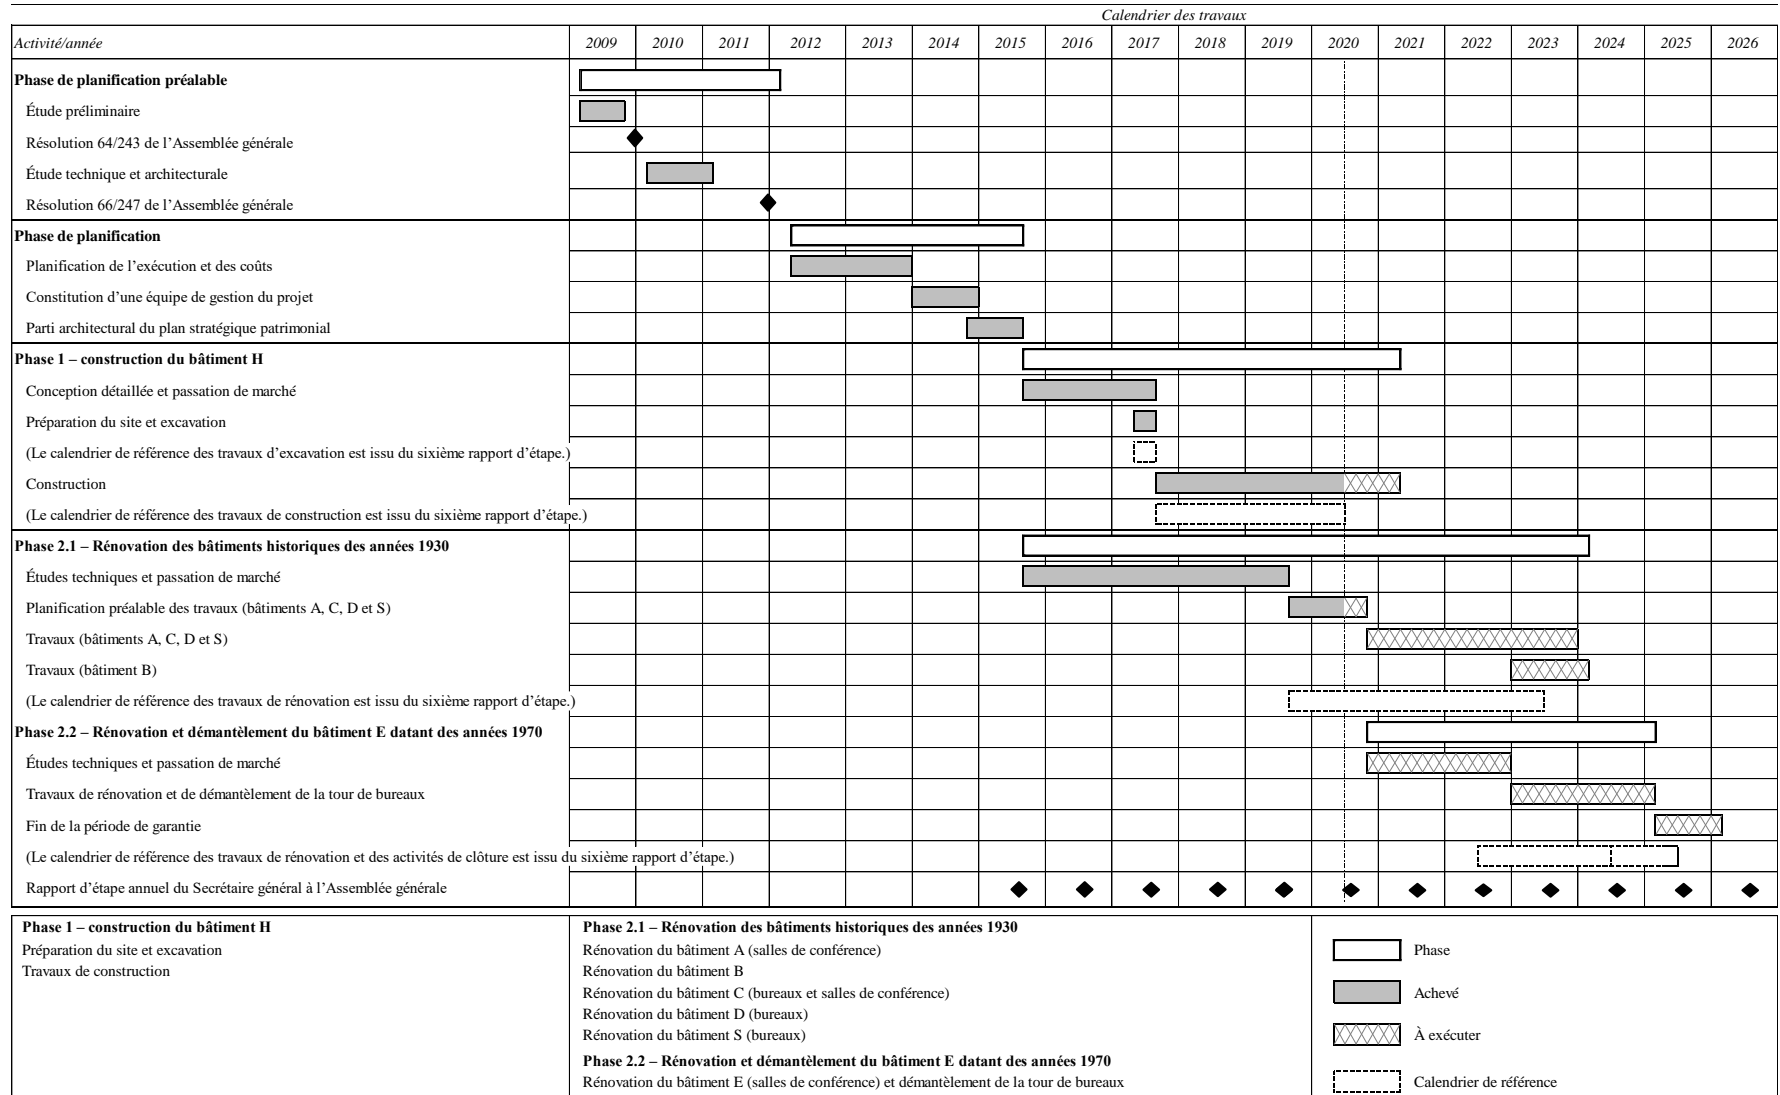 Calendrier des travaux
Activité/année 2009 2010 2011 2012 2013 2014 2015 2016 2017 2018 2019 2020 2021 2022 2023 2024 2025 2026
Phase de planification préalable
Étude préliminaire
Résolution 64/243 de l’Assemblée générale
Étude technique et architecturale
Résolution 66/247 de l’Assemblée générale
Phase de planification
Planification de l’exécution et des coûts
Constitution d’une équipe de gestion du projet
Parti architectural du plan stratégique patrimonial
Phase 1 – construction du bâtiment H
Conception détaillée et passation de marché
Préparation du site et excavation
(Le calendrier de référence des travaux d’excavation est issu du sixième rapport d’étape.)
Construction
(Le calendrier de référence des travaux de construction est issu du sixième rapport d’étape.)
Phase 2.1 – Rénovation des bâtiments historiques des années 1930
Études techniques et passation de marché
Planification préalable des travaux (bâtiments A, C, D et S)
Travaux (bâtiments A, C, D et S)
Travaux (bâtiment B)
(Le calendrier de référence des travaux de rénovation est issu du sixième rapport d’étape.)
Phase 2.2 – Rénovation et démantèlement du bâtiment E datant des années 1970
Études techniques et passation de marché
Travaux de rénovation et de démantèlement de la tour de bureaux
Fin de la période de garantie
(Le calendrier de référence des travaux de rénovation et des activités de clôture est issu du sixième rapport d’étape.)
Rapport d’étape annuel du Secrétaire général à l’Assemblée générale
Phase 1 – construction du bâtiment H
Préparation du site et excavation
Travaux de construction
Phase 2.1 – Rénovation des bâtiments historiques des années 1930
Rénovation du bâtiment A (salles de conférence)
Rénovation du bâtiment B
Rénovation du bâtiment C (bureaux et salles de conférence)
Rénovation du bâtiment D (bureaux)
Rénovation du bâtiment S (bureaux)
Phase 2.2 – Rénovation et démantèlement du bâtiment E datant des années 1970
Rénovation du bâtiment E (salles de conférence) et démantèlement de la tour de bureaux
Phase
Achevé
À exécuter
Calendrier de référence